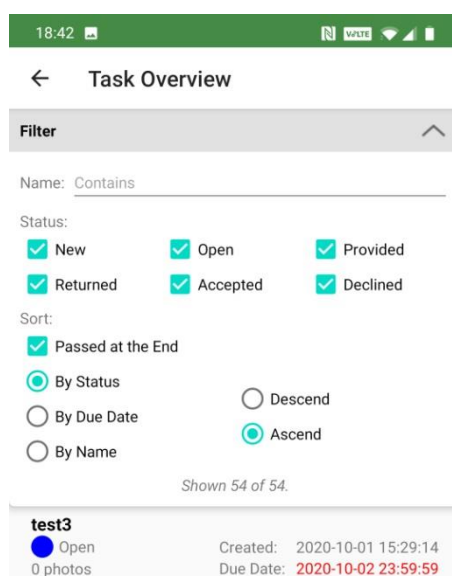 18:42 VoLTE
Task Overview
Filter
Name: Contains
Status:
New Open Provided
Returned Accepted Declined
Sort:
Passed at the End
By Status
Descend
By Due Date
Ascend
By Name
Shown 54 of 54.
test3
Open Created: 2020-10-01 15:29:14
0 photos Due Date: 2020-10-02 23:59:59